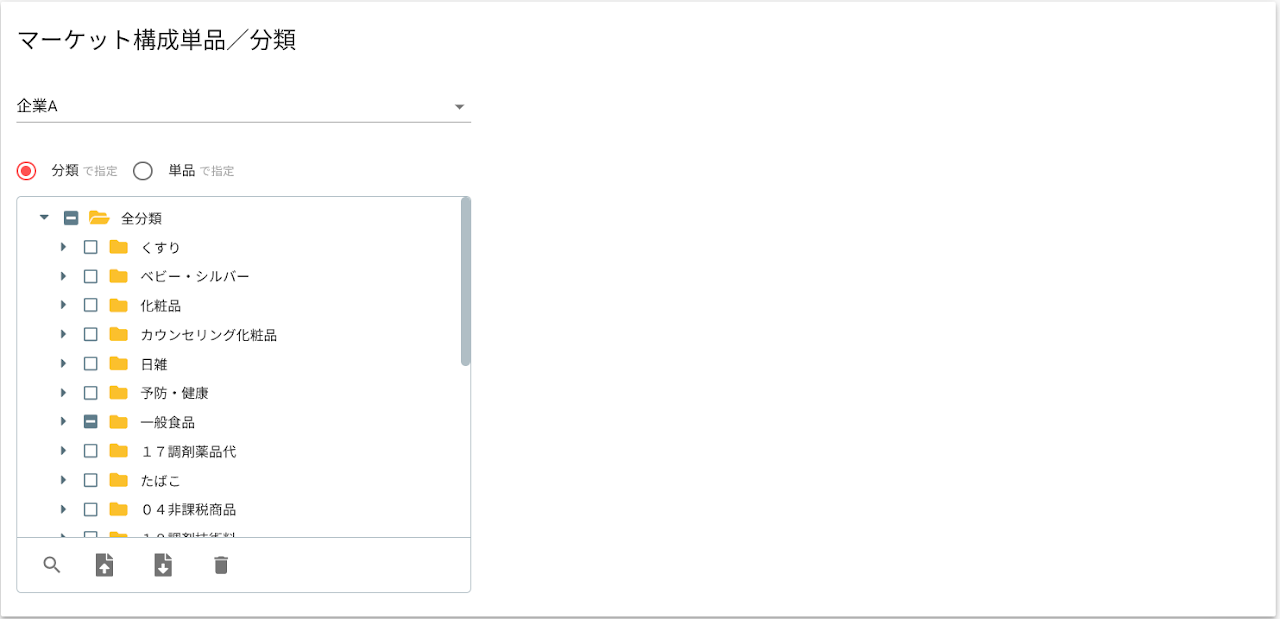 マーケット構成単品／分類
企業A
分類 で指定 単品 で指定
全分類
くすり
ベビー・シルバー
化粧品
カウンセリング化粧品
日雑
予防・健康
一般食品
１７調剤薬品代
たばこ
０４非課税商品